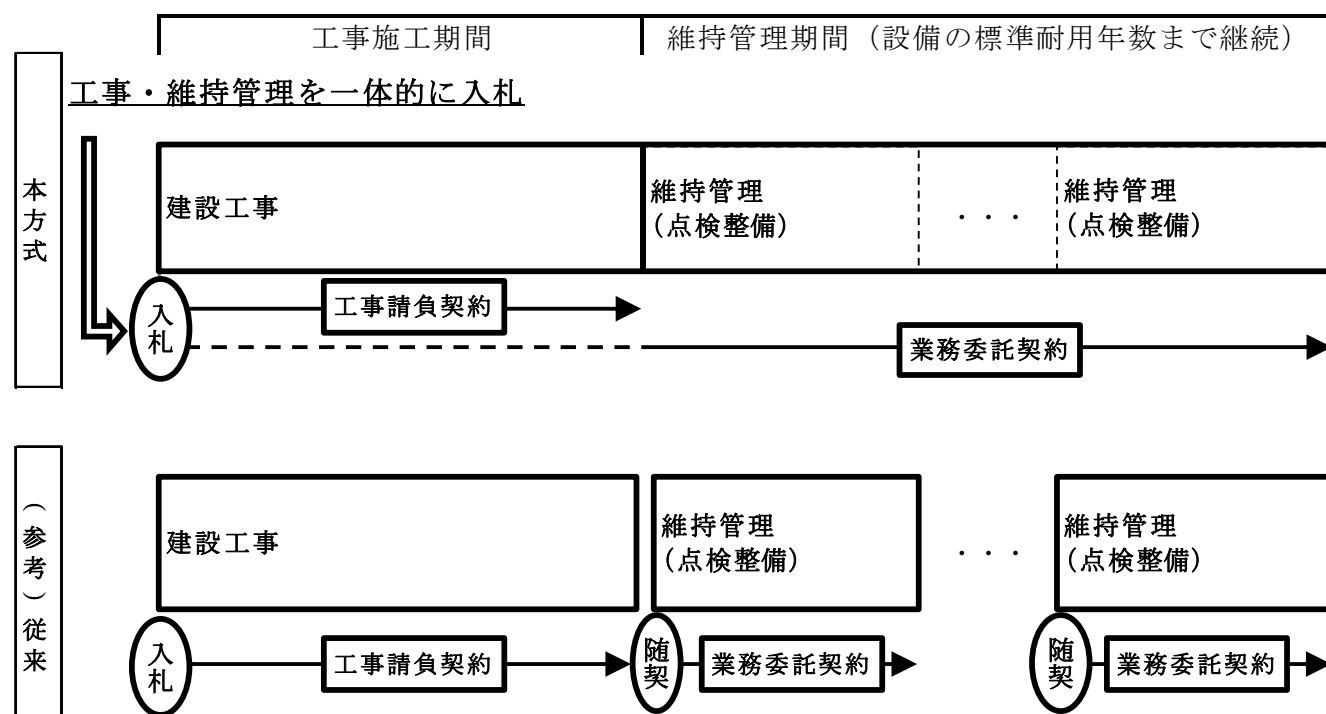 工事施工期間
維持管理期間（設備の標準耐用年数まで継続）
本方式
工事・維持管理を一体的に入札
建設工事
維持管理
(点検整備)
・・・
維持管理
(点検整備)
入札
工事請負契約
業務委託契約
（参考）従来
建設工事
維持管理
(点検整備)
・・・
維持管理
(点検整備)
入札
工事請負契約
随契
業務委託契約
随契
業務委託契約